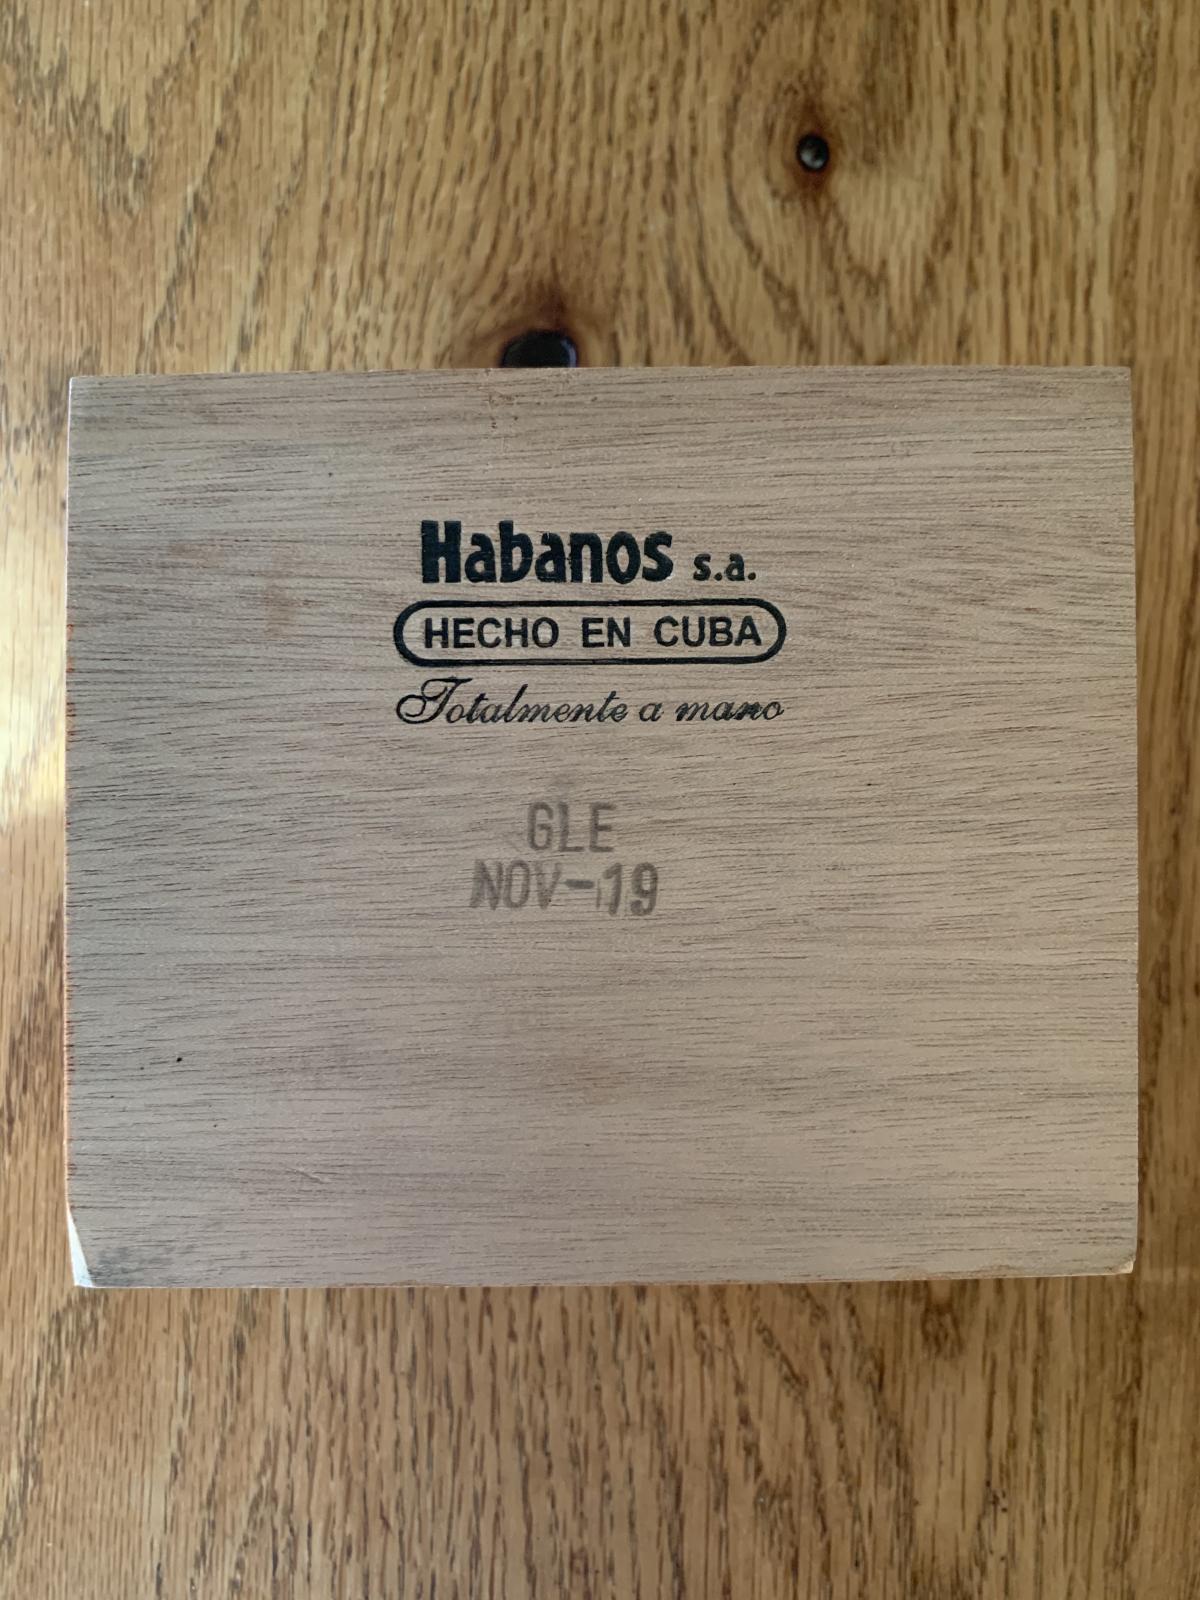 Habanos s.a.
HECHO EN CUBA
Totalmente a mano
GLE
NOV-19